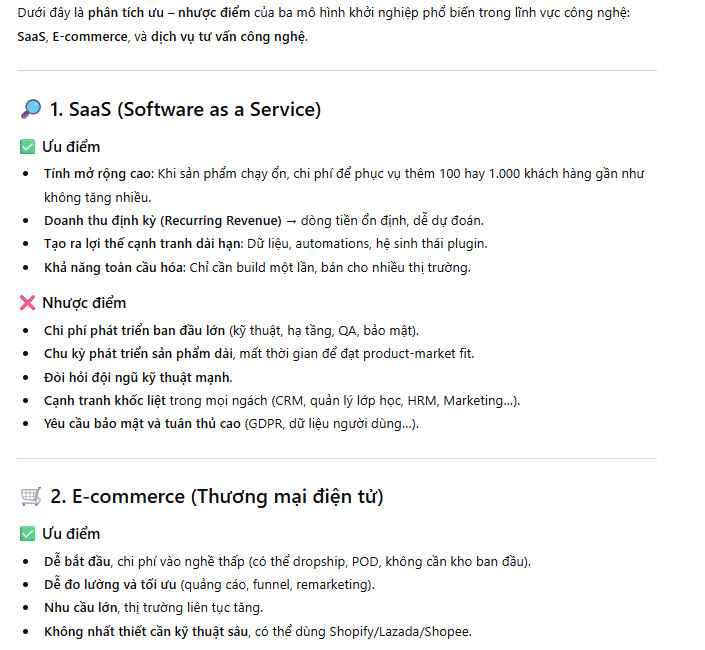 Dưới đây là phân tích ưu – nhược điểm của ba mô hình khởi nghiệp phổ biến trong lĩnh vực công nghệ:
SaaS, E-commerce, và dịch vụ tư vấn công nghệ.
1. SaaS (Software as a Service)
Ưu điểm
Tính mở rộng cao: Khi sản phẩm chạy ổn, chi phí để phục vụ thêm 100 hay 1.000 khách hàng gần như
không tăng nhiều.
Doanh thu định kỳ (Recurring Revenue) → dòng tiền ổn định, dễ dự đoán.
Tạo ra lợi thế cạnh tranh dài hạn: Dữ liệu, automations, hệ sinh thái plugin.
Khả năng toàn cầu hóa: Chỉ cần build một lần, bán cho nhiều thị trường.
Nhược điểm
Chi phí phát triển ban đầu lớn (kỹ thuật, hạ tầng, QA, bảo mật).
Chu kỳ phát triển sản phẩm dài, mất thời gian để đạt product-market fit.
Đòi hỏi đội ngũ kỹ thuật mạnh.
Cạnh tranh khốc liệt trong mọi ngách (CRM, quản lý lớp học, HRM, Marketing…).
Yêu cầu bảo mật và tuân thủ cao (GDPR, dữ liệu người dùng…).
2. E-commerce (Thương mại điện tử)
Ưu điểm
Dễ bắt đầu, chi phí vào nghề thấp (có thể dropship, POD, không cần kho ban đầu).
Dễ đo lường và tối ưu (quảng cáo, funnel, remarketing).
Nhu cầu lớn, thị trường liên tục tăng.
Không nhất thiết cần kỹ thuật sâu, có thể dùng Shopify/Lazada/Shopee.